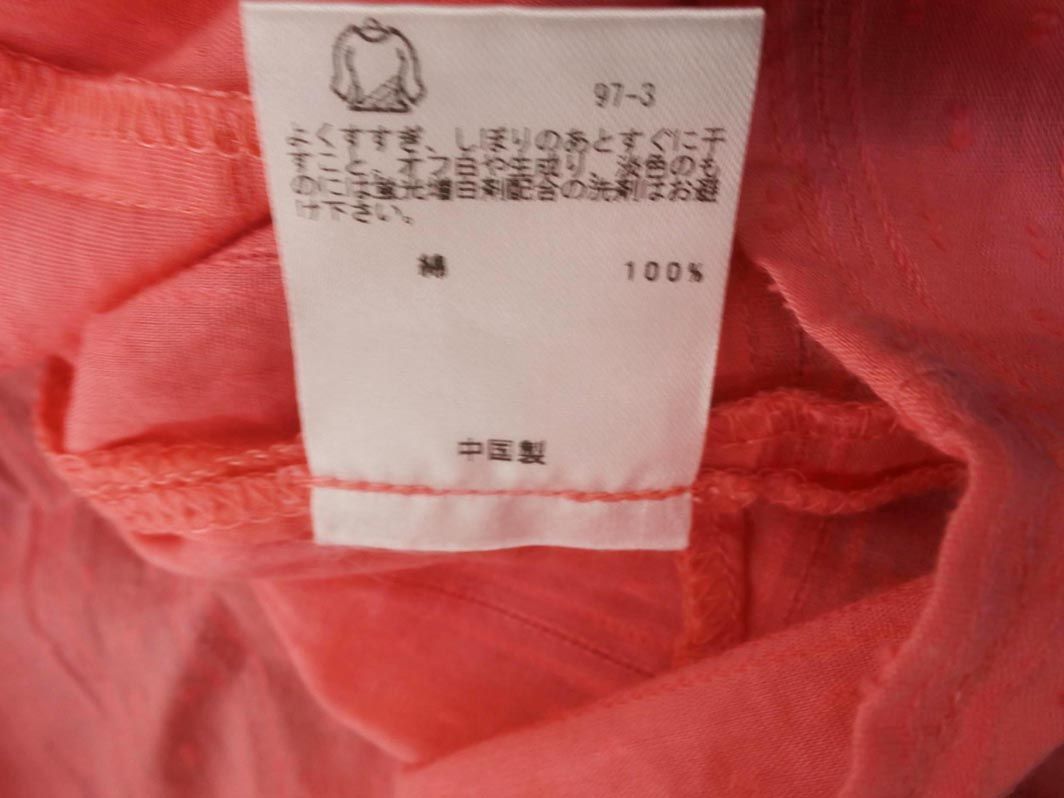 97-3
よくすすぎ、しぼりのあとすぐに干
すこと、オフ白や生成り、淡色のも
のには蛍光増白剤配合の洗剤はお避
け下さい。
綿 100%
中国製